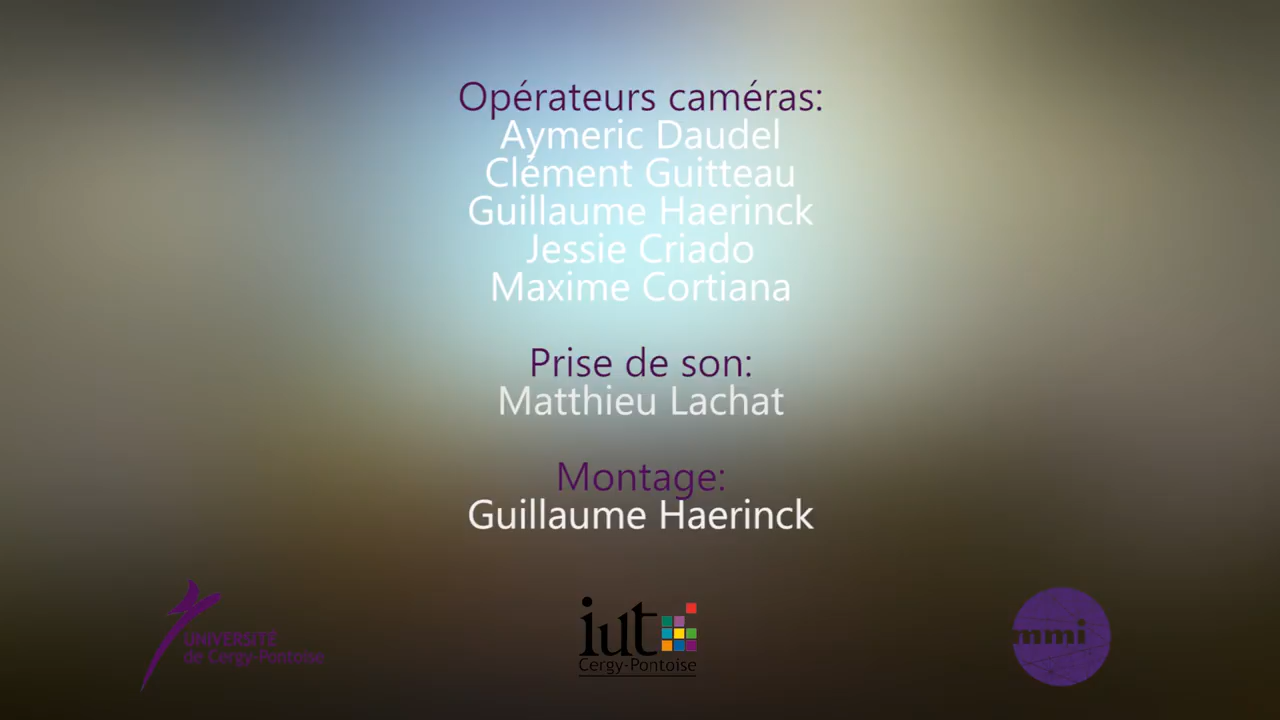 Opérateurs caméras:
Aymeric Daudel
Clément Guitteau
Guillaume Haerinck
Jessie Criado
Maxime Cortiana
Prise de son:
Matthieu Lachat
Montage:
Guillaume Haerinck
UNIVERSITÉ
de Cergy-Pontoise
iut
Cergy-Pontoise
mmi